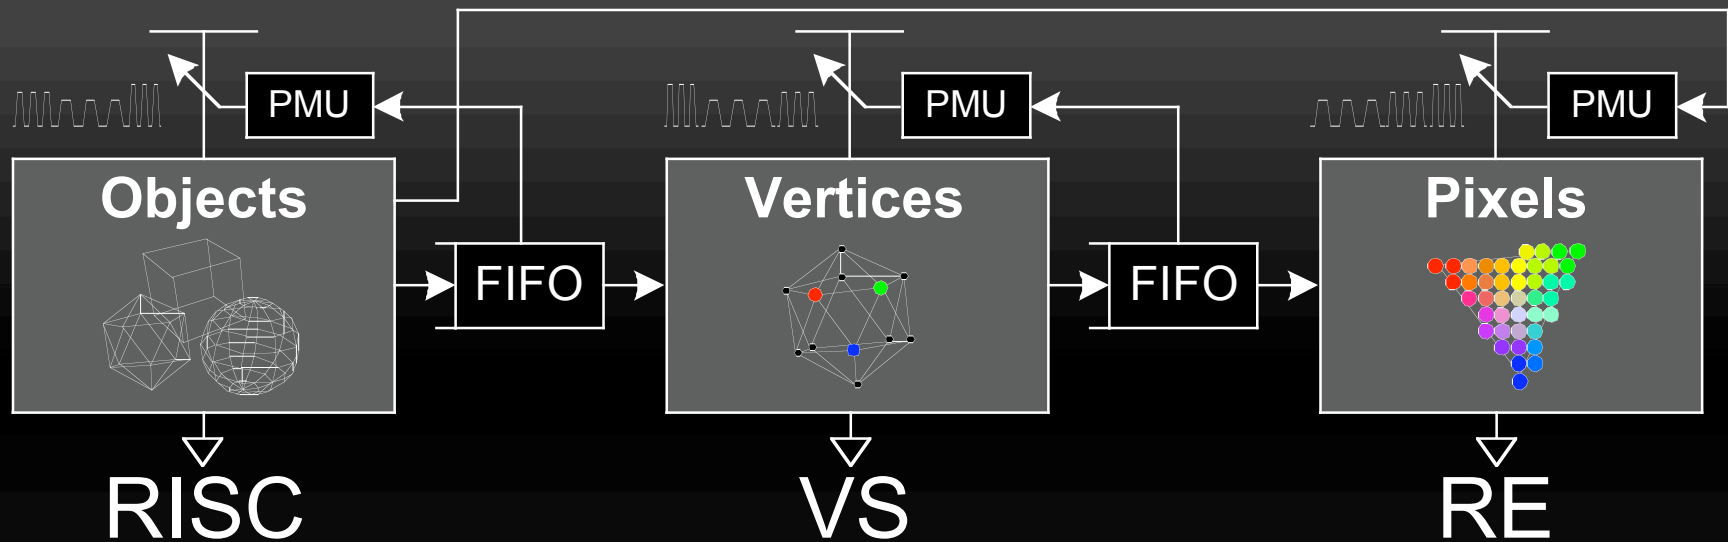 PMU
PMU
PMU
Objects
Vertices
Pixels
FIFO
FIFO
RISC
VS
RE